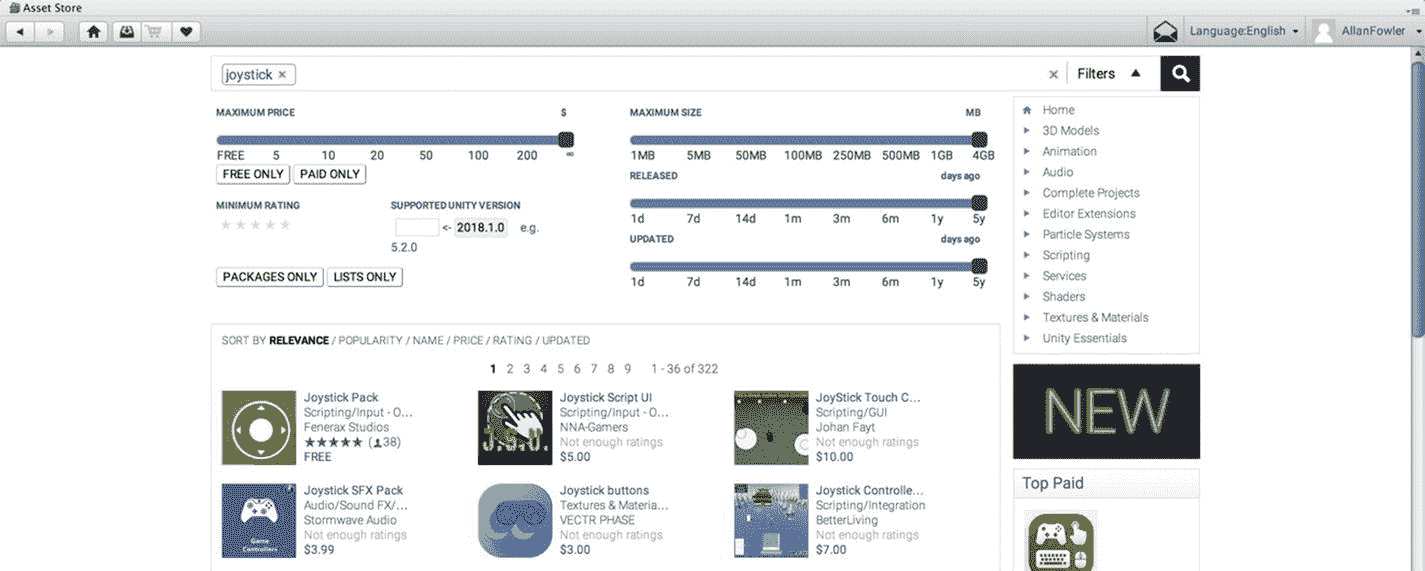 Asset Store
Language:English
AllanFowler
joystick ×
× Filters
MAXIMUM PRICE $
FREE 5 10 20 50 100 200 ∞
FREE ONLY PAID ONLY
MINIMUM RATING
SUPPORTED UNITY VERSION
<- 2018.1.0 e.g.
5.2.0
PACKAGES ONLY LISTS ONLY
MAXIMUM SIZE MB
1MB 5MB 50MB 100MB 250MB 500MB 1GB 4GB
RELEASED days ago
1d 7d 14d 1m 3m 6m 1y 5y
UPDATED days ago
1d 7d 14d 1m 3m 6m 1y 5y
Home
3D Models
Animation
Audio
Complete Projects
Editor Extensions
Particle Systems
Scripting
Services
Shaders
Textures & Materials
Unity Essentials
SORT BY RELEVANCE / POPULARITY / NAME / PRICE / RATING / UPDATED
1 2 3 4 5 6 7 8 9 1 - 36 of 322
Joystick Pack
Scripting/Input - O...
Fenerax Studios
★★★★★ (38)
FREE
J.S.U.
Joystick Script UI
Scripting/Input - O...
NNA-Gamers
Not enough ratings
$5.00
JoyStick Touch C...
Scripting/GUI
Johan Fayt
Not enough ratings
$10.00
Game
Controllers
Joystick SFX Pack
Audio/Sound FX/...
Stormwave Audio
Not enough ratings
$3.99
Joystick buttons
Textures & Materia...
VECTR PHASE
Not enough ratings
$3.00
Joystick Controlle...
Scripting/Integration
BetterLiving
Not enough ratings
$7.00
NEW
Top Paid